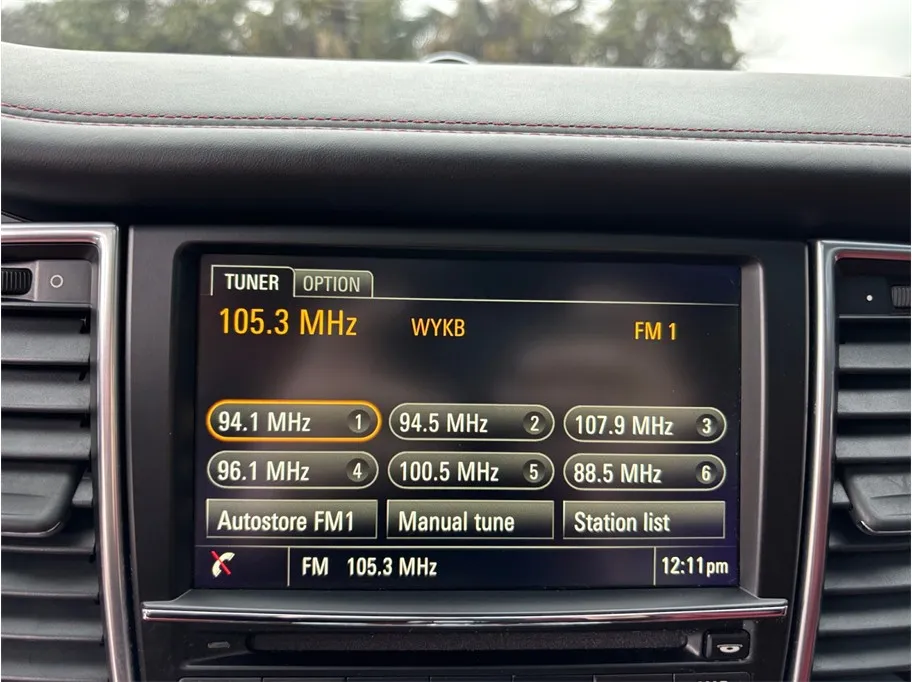 TUNER OPTION
105.3 MHz WYKB FM 1
94.1 MHz 1 94.5 MHz 2 107.9 MHz 3
96.1 MHz 4 100.5 MHz 5 88.5 MHz 6
Autostore FM1 Manual tune Station list
FM 105.3 MHz 12:11pm